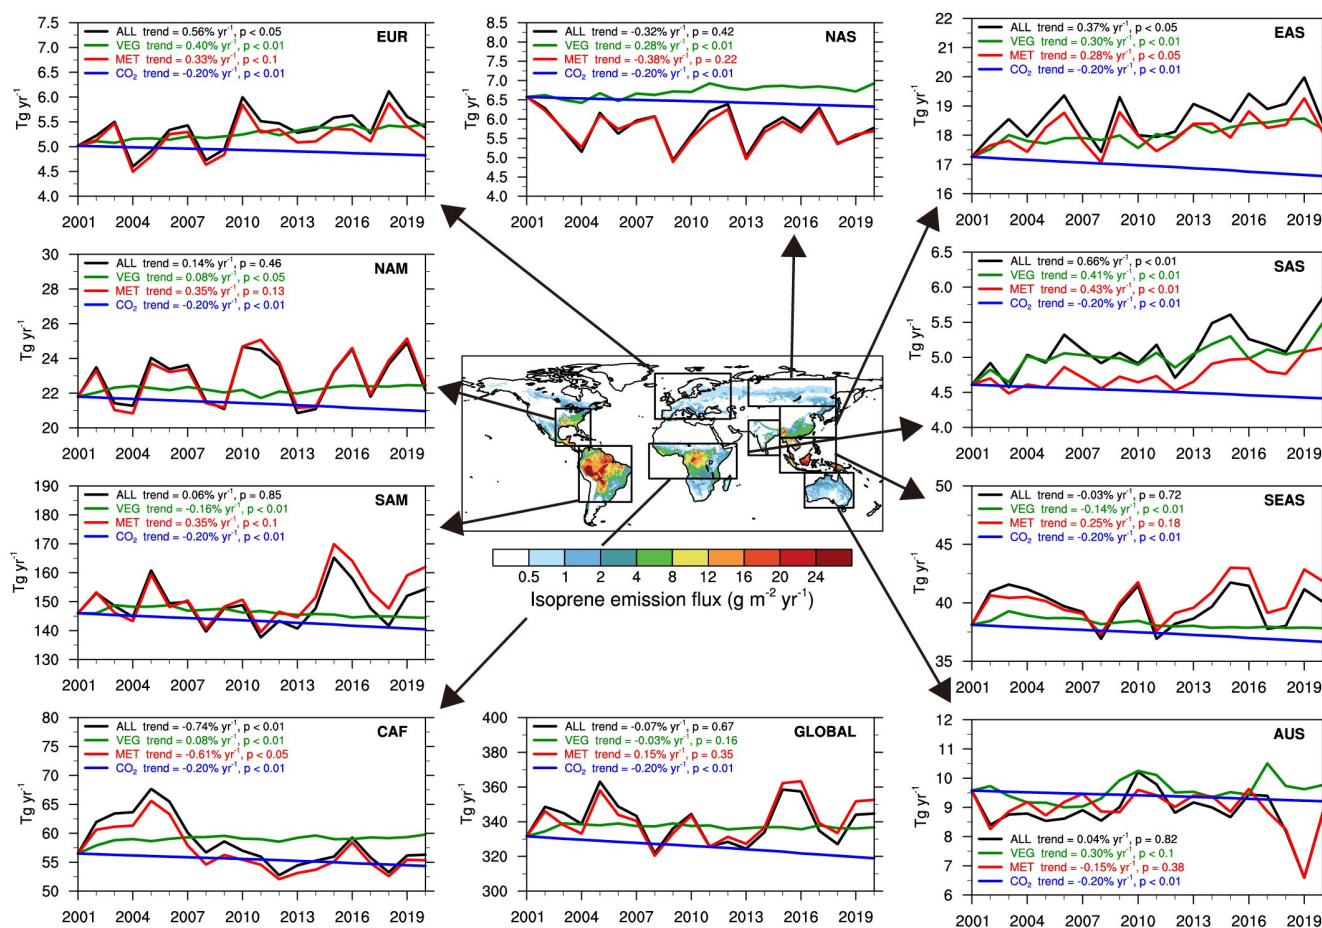 EUR
ALL trend = 0.56% yr⁻¹, p < 0.05
VEG trend = 0.40% yr⁻¹, p < 0.01
MET trend = 0.33% yr⁻¹, p < 0.1
CO₂ trend = -0.20% yr⁻¹, p < 0.01
Tg yr⁻¹
7.5
7.0
6.5
6.0
5.5
5.0
4.5
4.0
2001 2004 2007 2010 2013 2016 2019
NAS
ALL trend = -0.32% yr⁻¹, p = 0.42
VEG trend = 0.28% yr⁻¹, p < 0.01
MET trend = -0.38% yr⁻¹, p = 0.22
CO₂ trend = -0.20% yr⁻¹, p < 0.01
8.5
8.0
7.5
7.0
6.5
6.0
5.5
5.0
4.5
4.0
2001 2004 2007 2010 2013 2016 2019
EAS
ALL trend = 0.37% yr⁻¹, p < 0.05
VEG trend = 0.30% yr⁻¹, p < 0.01
MET trend = 0.28% yr⁻¹, p < 0.05
CO₂ trend = -0.20% yr⁻¹, p < 0.01
Tg yr⁻¹
22
21
20
19
18
17
16
2001 2004 2007 2010 2013 2016 2019
NAM
ALL trend = 0.14% yr⁻¹, p = 0.46
VEG trend = 0.08% yr⁻¹, p < 0.05
MET trend = 0.35% yr⁻¹, p = 0.13
CO₂ trend = -0.20% yr⁻¹, p < 0.01
Tg yr⁻¹
30
28
26
24
22
20
2001 2004 2007 2010 2013 2016 2019
SAS
ALL trend = 0.66% yr⁻¹, p < 0.01
VEG trend = 0.41% yr⁻¹, p < 0.01
MET trend = 0.43% yr⁻¹, p < 0.01
CO₂ trend = -0.20% yr⁻¹, p < 0.01
Tg yr⁻¹
6.5
6.0
5.5
5.0
4.5
4.0
2001 2004 2007 2010 2013 2016 2019
SAM
ALL trend = 0.06% yr⁻¹, p = 0.85
VEG trend = -0.16% yr⁻¹, p < 0.01
MET trend = 0.35% yr⁻¹, p < 0.1
CO₂ trend = -0.20% yr⁻¹, p < 0.01
Tg yr⁻¹
190
180
170
160
150
140
130
2001 2004 2007 2010 2013 2016 2019
0.5 1 2 4 8 12 16 20 24
Isoprene emission flux (g m⁻² yr⁻¹)
SEAS
ALL trend = -0.03% yr⁻¹, p = 0.72
VEG trend = -0.14% yr⁻¹, p < 0.01
MET trend = 0.25% yr⁻¹, p = 0.18
CO₂ trend = -0.20% yr⁻¹, p < 0.01
Tg yr⁻¹
50
45
40
35
2001 2004 2007 2010 2013 2016 2019
CAF
ALL trend = -0.74% yr⁻¹, p < 0.01
VEG trend = 0.08% yr⁻¹, p < 0.01
MET trend = -0.61% yr⁻¹, p < 0.05
CO₂ trend = -0.20% yr⁻¹, p < 0.01
Tg yr⁻¹
80
75
70
65
60
55
50
2001 2004 2007 2010 2013 2016 2019
GLOBAL
ALL trend = -0.07% yr⁻¹, p = 0.67
VEG trend = -0.03% yr⁻¹, p = 0.16
MET trend = 0.15% yr⁻¹, p = 0.35
CO₂ trend = -0.20% yr⁻¹, p < 0.01
400
380
360
340
320
300
2001 2004 2007 2010 2013 2016 2019
AUS
Tg yr⁻¹
12
11
10
9
8
7
6
ALL trend = 0.04% yr⁻¹, p = 0.82
VEG trend = 0.30% yr⁻¹, p < 0.1
MET trend = -0.15% yr⁻¹, p = 0.38
CO₂ trend = -0.20% yr⁻¹, p < 0.01
2001 2004 2007 2010 2013 2016 2019